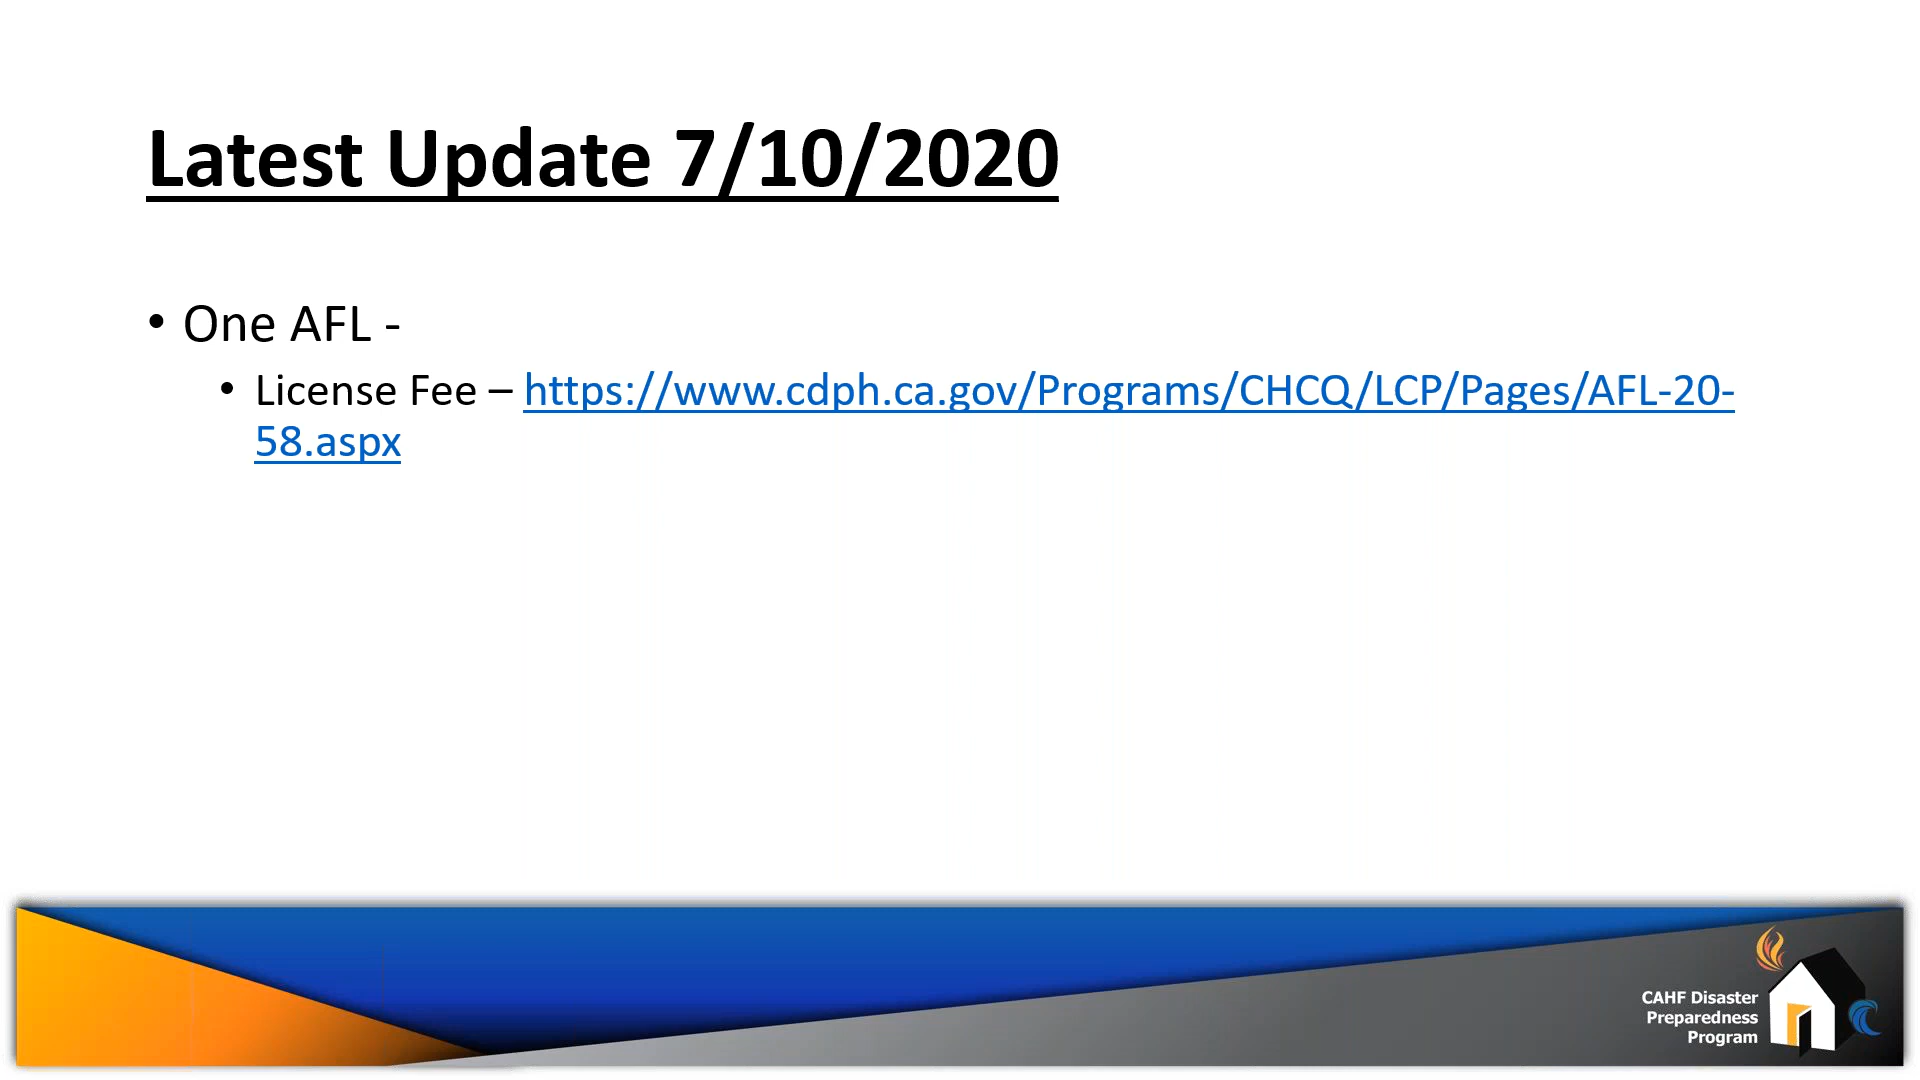 Latest Update 7/10/2020
• One AFL -
• License Fee – https://www.cdph.ca.gov/Programs/CHCQ/LCP/Pages/AFL-20-
58.aspx
CAHF Disaster
Preparedness
Program